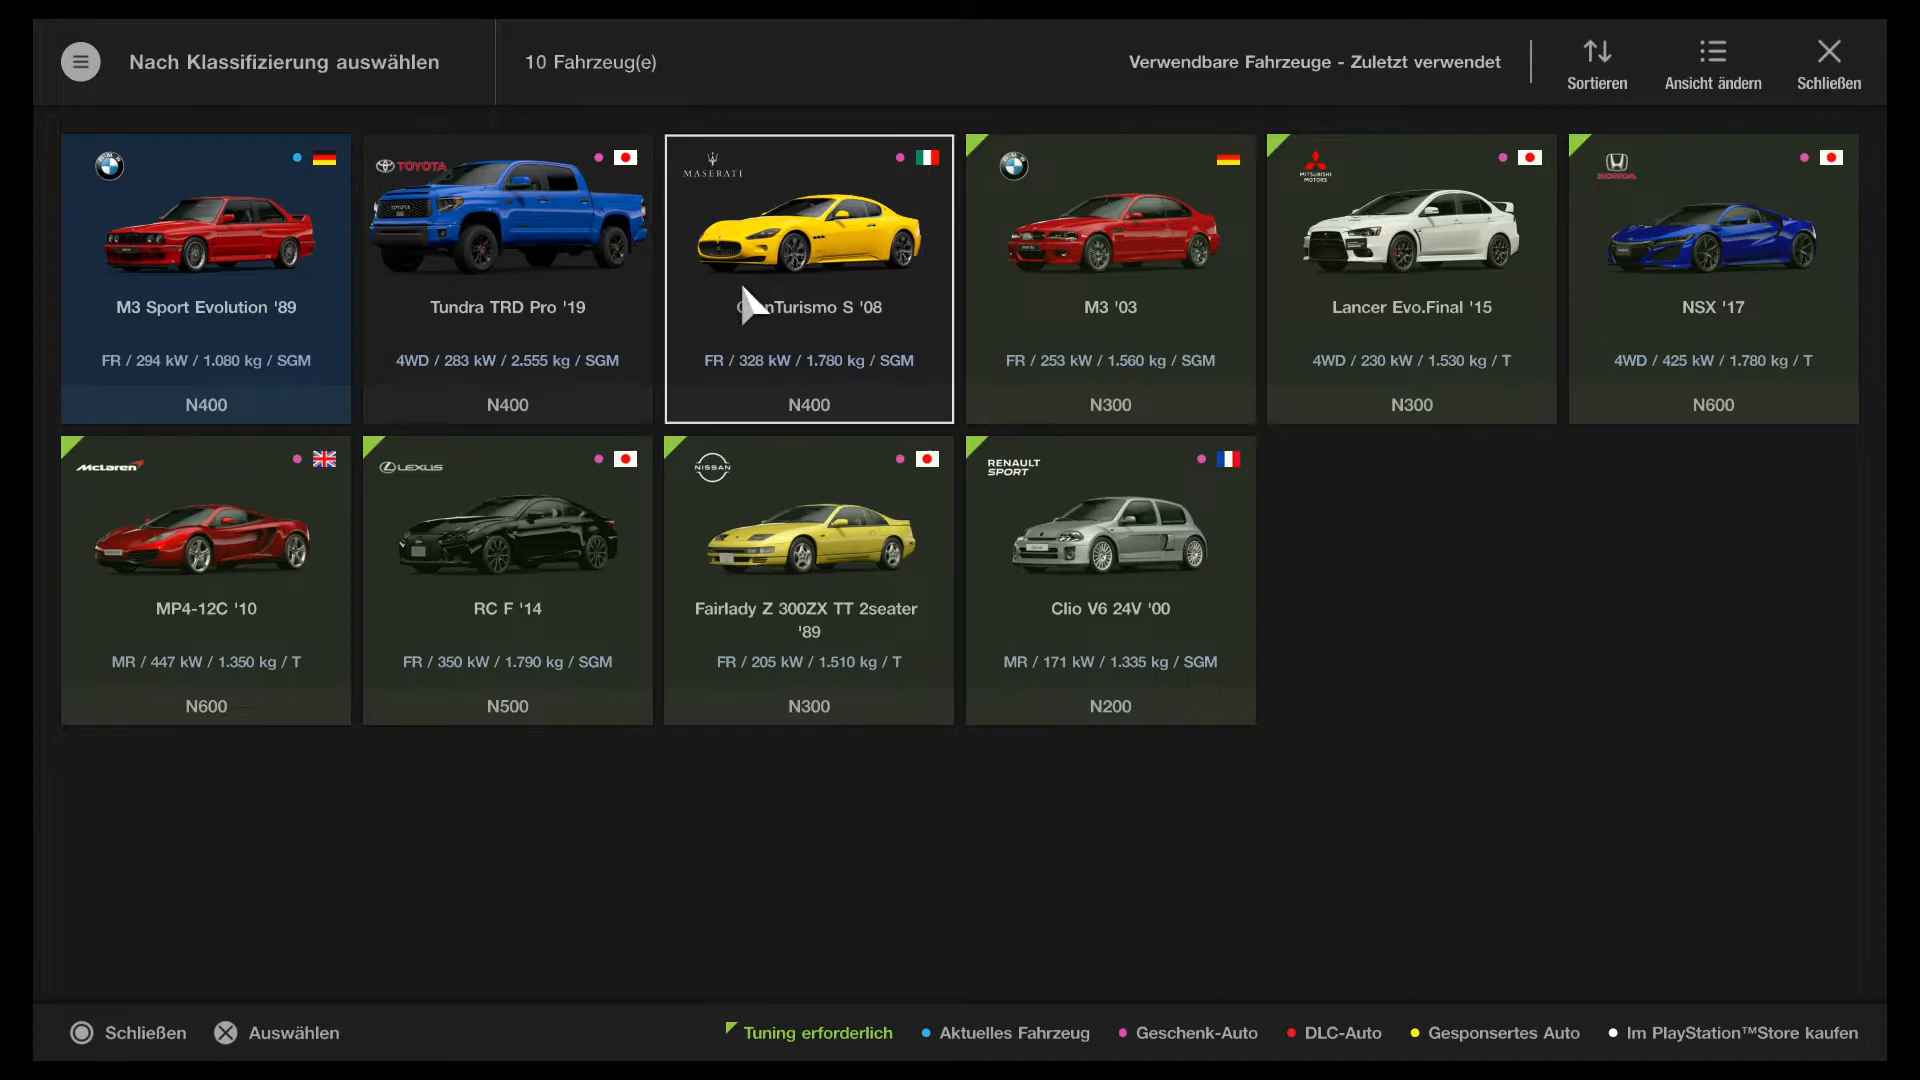 Nach Klassifizierung auswählen
10 Fahrzeug(e)
Verwendbare Fahrzeuge - Zuletzt verwendet
Sortieren
Ansicht ändern
Schließen
BMW
M3 Sport Evolution '89
FR / 294 kW / 1.080 kg / SGM
N400
TOYOTA
Tundra TRD Pro '19
4WD / 283 kW / 2.555 kg / SGM
N400
MASERATI
nTurismo S '08
FR / 328 kW / 1.780 kg / SGM
N400
BMW
M3 '03
FR / 253 kW / 1.560 kg / SGM
N300
MITSUBISHI
MOTORS
Lancer Evo.Final '15
4WD / 230 kW / 1.530 kg / T
N300
HONDA
NSX '17
4WD / 425 kW / 1.780 kg / T
N600
McLaren
MP4-12C '10
MR / 447 kW / 1.350 kg / T
N600
LEXUS
RC F '14
FR / 350 kW / 1.790 kg / SGM
N500
NISSAN
Fairlady Z 300ZX TT 2seater
'89
FR / 205 kW / 1.510 kg / T
N300
RENAULT
SPORT
Clio V6 24V '00
MR / 171 kW / 1.335 kg / SGM
N200
Schließen
Auswählen
Tuning erforderlich
Aktuelles Fahrzeug
Geschenk-Auto
DLC-Auto
Gesponsertes Auto
Im PlayStation™Store kaufen